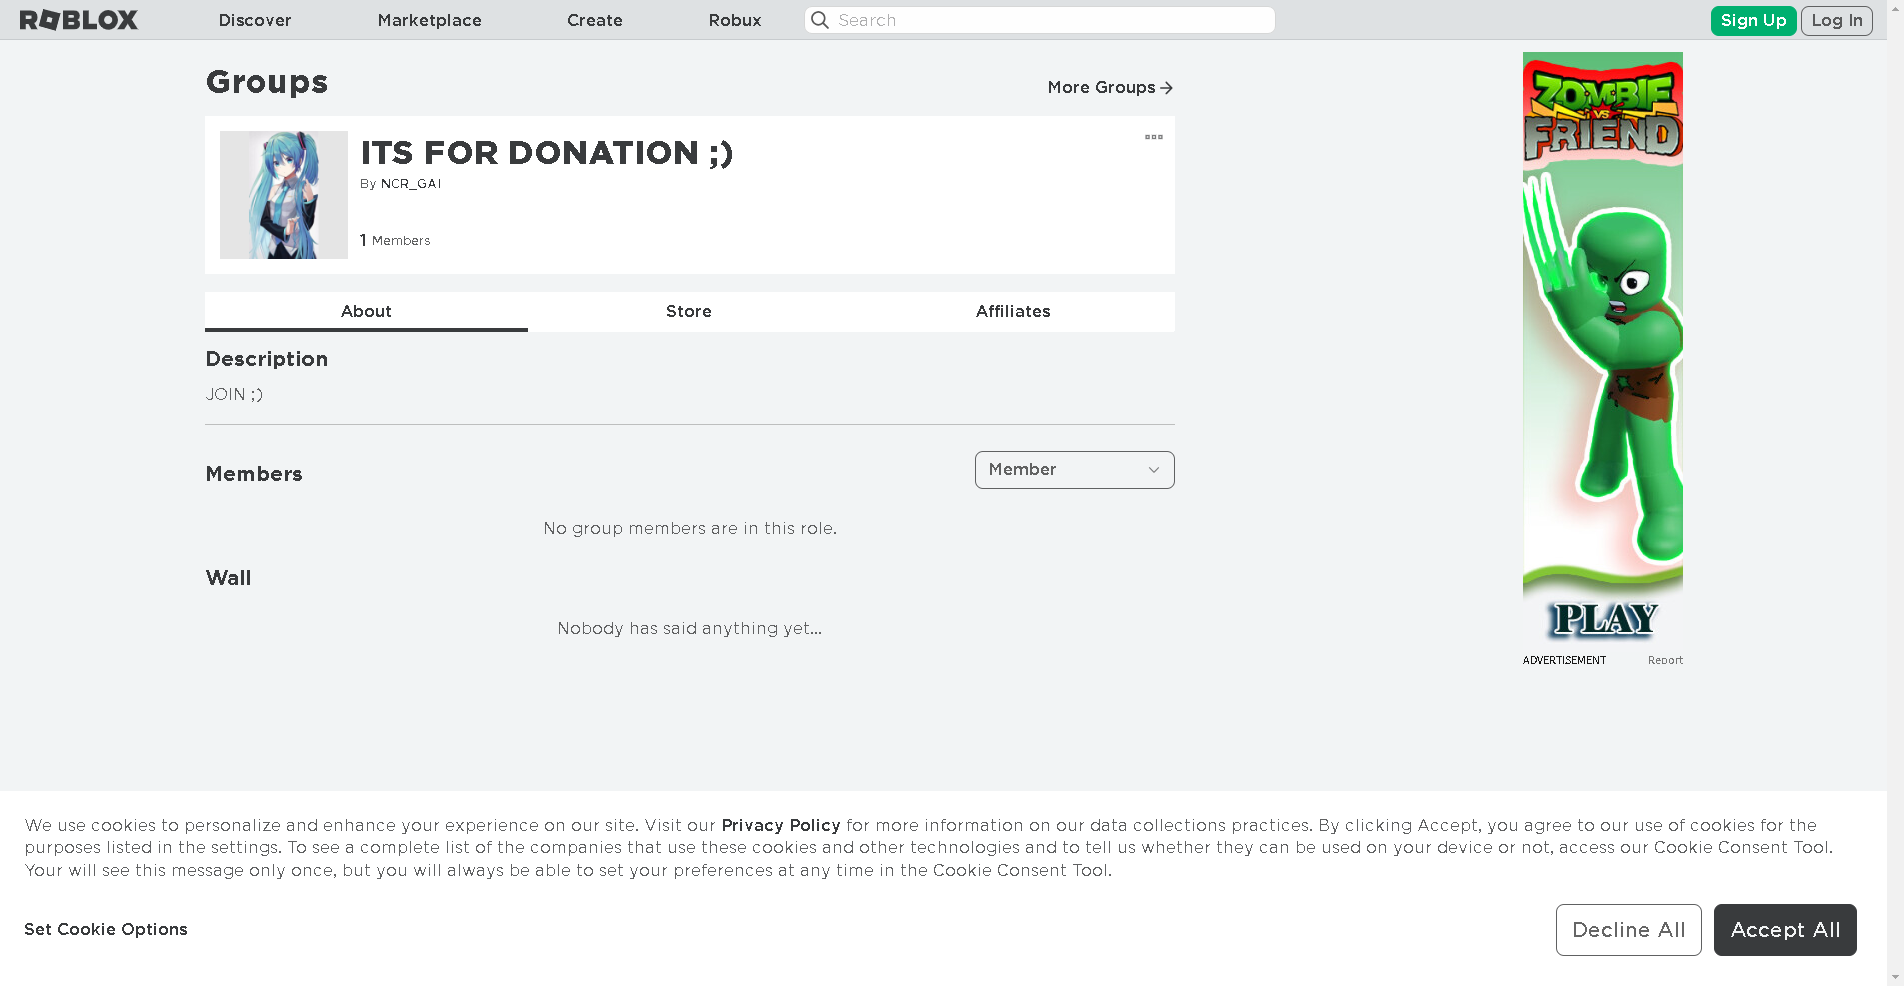 ROBLOX
Discover
Marketplace
Create
Robux
Search
Sign Up
Log In
Groups
More Groups
ITS FOR DONATION ;)
By NCR_GAI
1 Members
About
Store
Affiliates
Description
JOIN ;)
Members
Member
No group members are in this role.
Wall
Nobody has said anything yet...
ZOMBIE
VS
FRIEND
PLAY
ADVERTISEMENT
Report
We use cookies to personalize and enhance your experience on our site. Visit our Privacy Policy for more information on our data collections practices. By clicking Accept, you agree to our use of cookies for the
purposes listed in the settings. To see a complete list of the companies that use these cookies and other technologies and to tell us whether they can be used on your device or not, access our Cookie Consent Tool.
Your will see this message only once, but you will always be able to set your preferences at any time in the Cookie Consent Tool.
Set Cookie Options
Decline All
Accept All